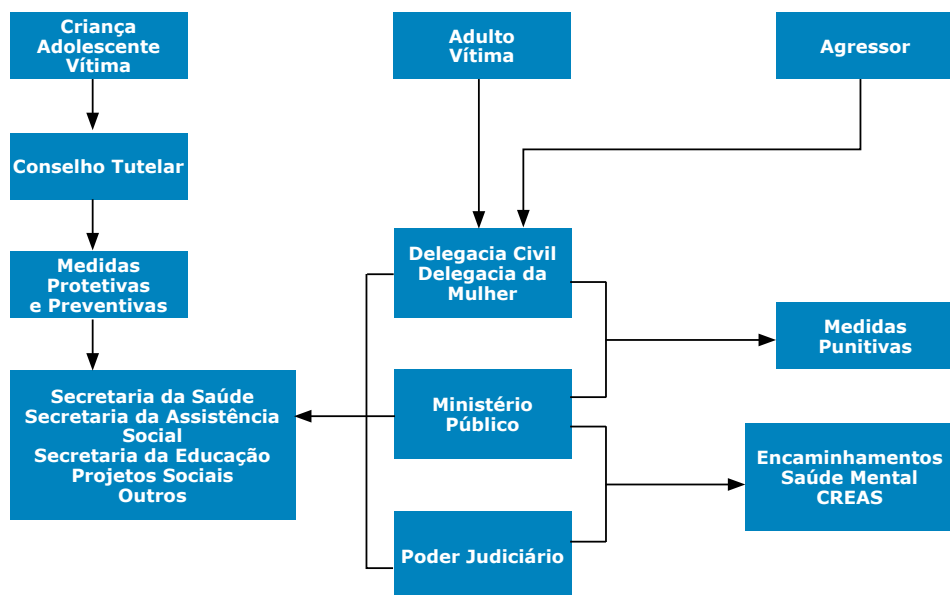 Criança
Adolescente
Vítima
Adulto
Vítima
Agressor
Conselho Tutelar
Delegacia Civil
Delegacia da
Mulher
Medidas
Protetivas
e Preventivas
Medidas
Punitivas
Secretaria da Saúde
Secretaria da Assistência
Social
Secretaria da Educação
Projetos Sociais
Outros
Ministério
Público
Encaminhamentos
Saúde Mental
CREAS
Poder Judiciário